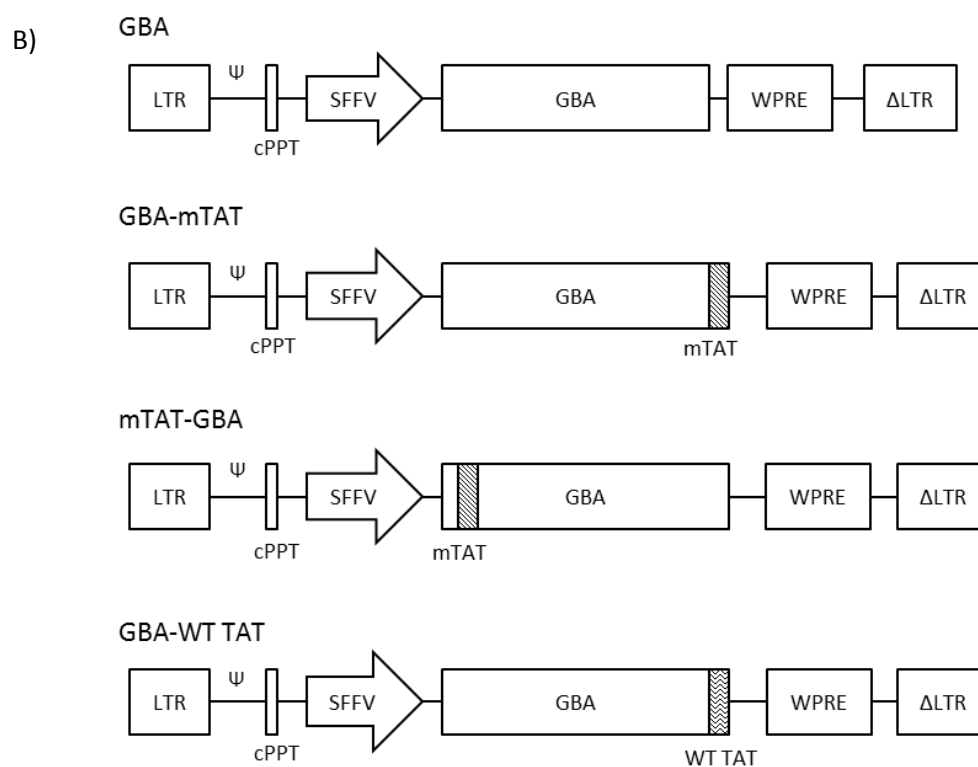 B)
GBA
LTR Ψ cPPT SFFV GBA WPRE ΔLTR
GBA-mTAT
LTR Ψ cPPT SFFV GBA mTAT WPRE ΔLTR
mTAT-GBA
LTR Ψ cPPT SFFV mTAT GBA WPRE ΔLTR
GBA-WT TAT
LTR Ψ cPPT SFFV GBA WT TAT WPRE ΔLTR